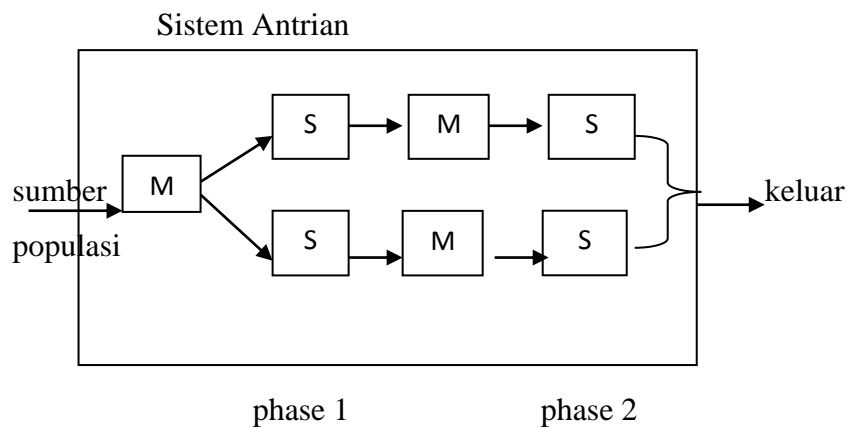 Sistem Antrian
S M S
M
sumber
populasi
keluar
S M S
phase 1 phase 2